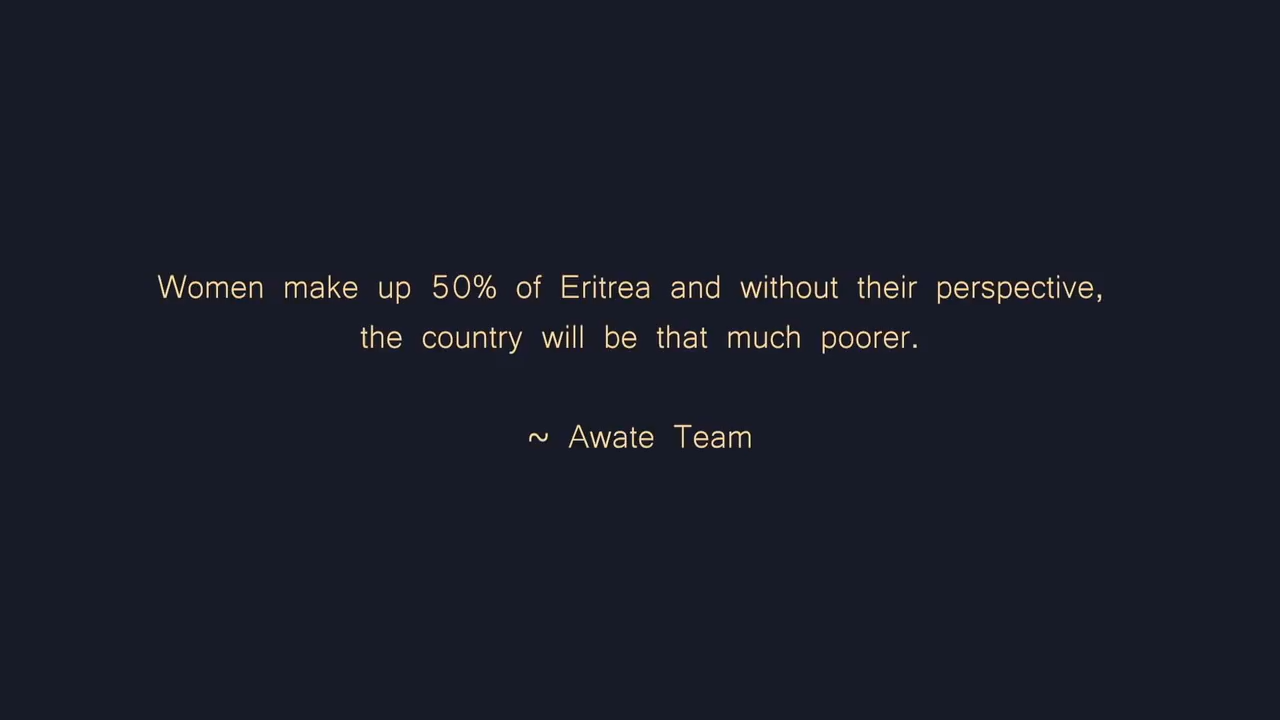 Women make up 50% of Eritrea and without their perspective,
the country will be that much poorer.
~ Awate Team